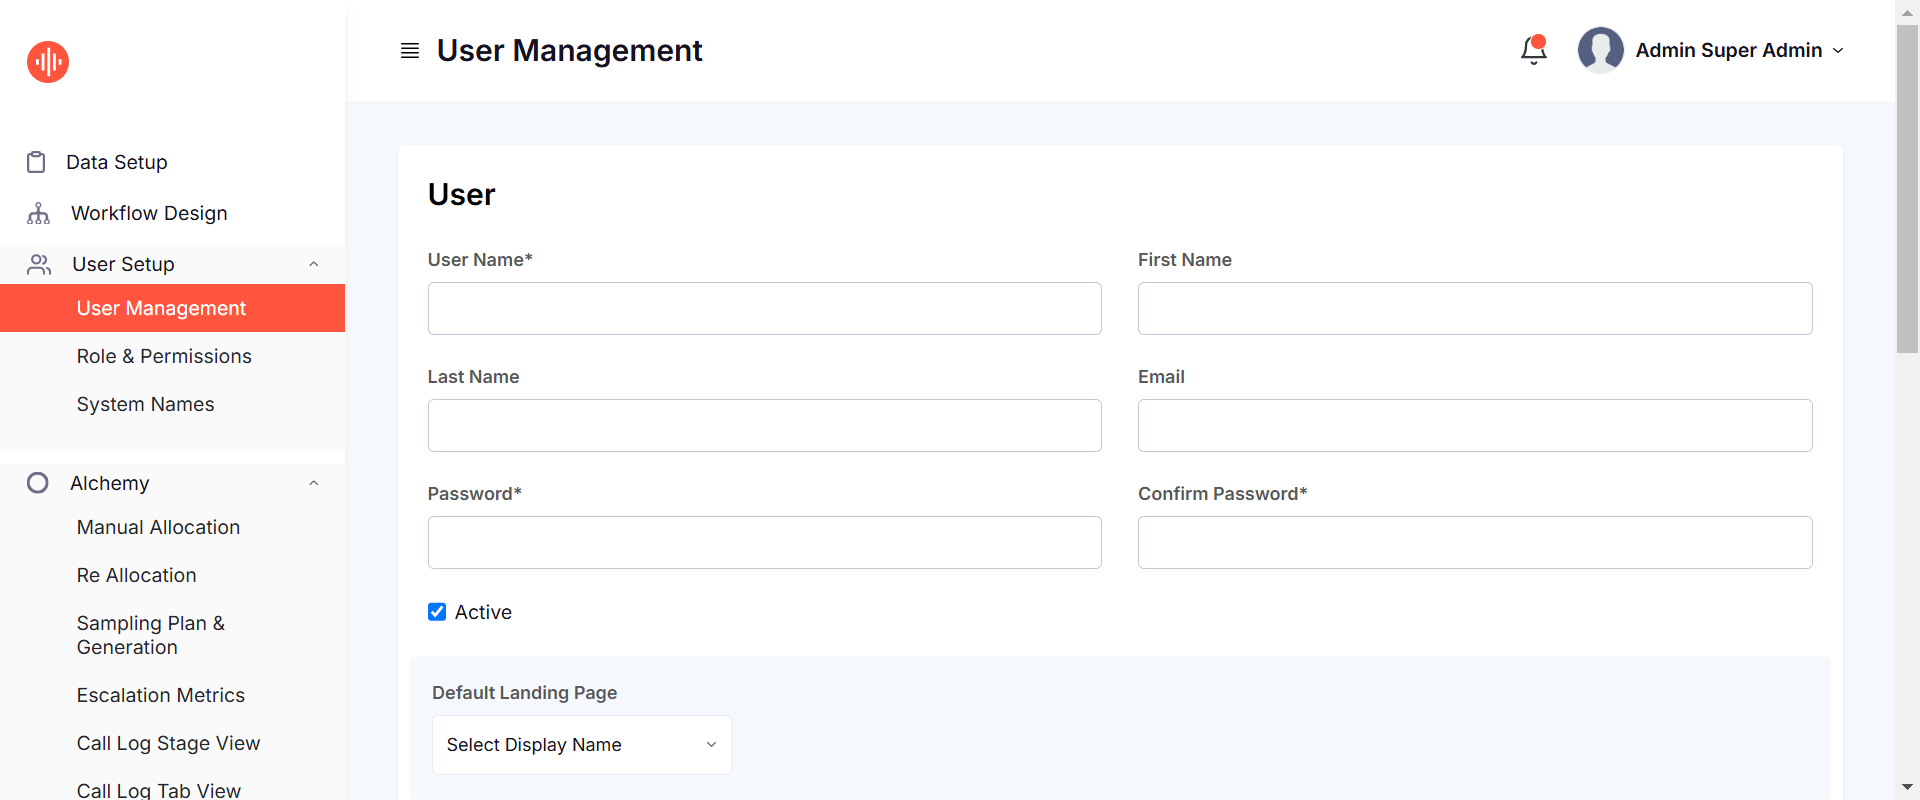 User Management
Admin Super Admin
Data Setup
Workflow Design
User Setup
User Management
Role & Permissions
System Names
Alchemy
Manual Allocation
Re Allocation
Sampling Plan &
Generation
Escalation Metrics
Call Log Stage View
Call Log Tab View
User
User Name*
First Name
Last Name
Email
Password*
Confirm Password*
Active
Default Landing Page
Select Display Name